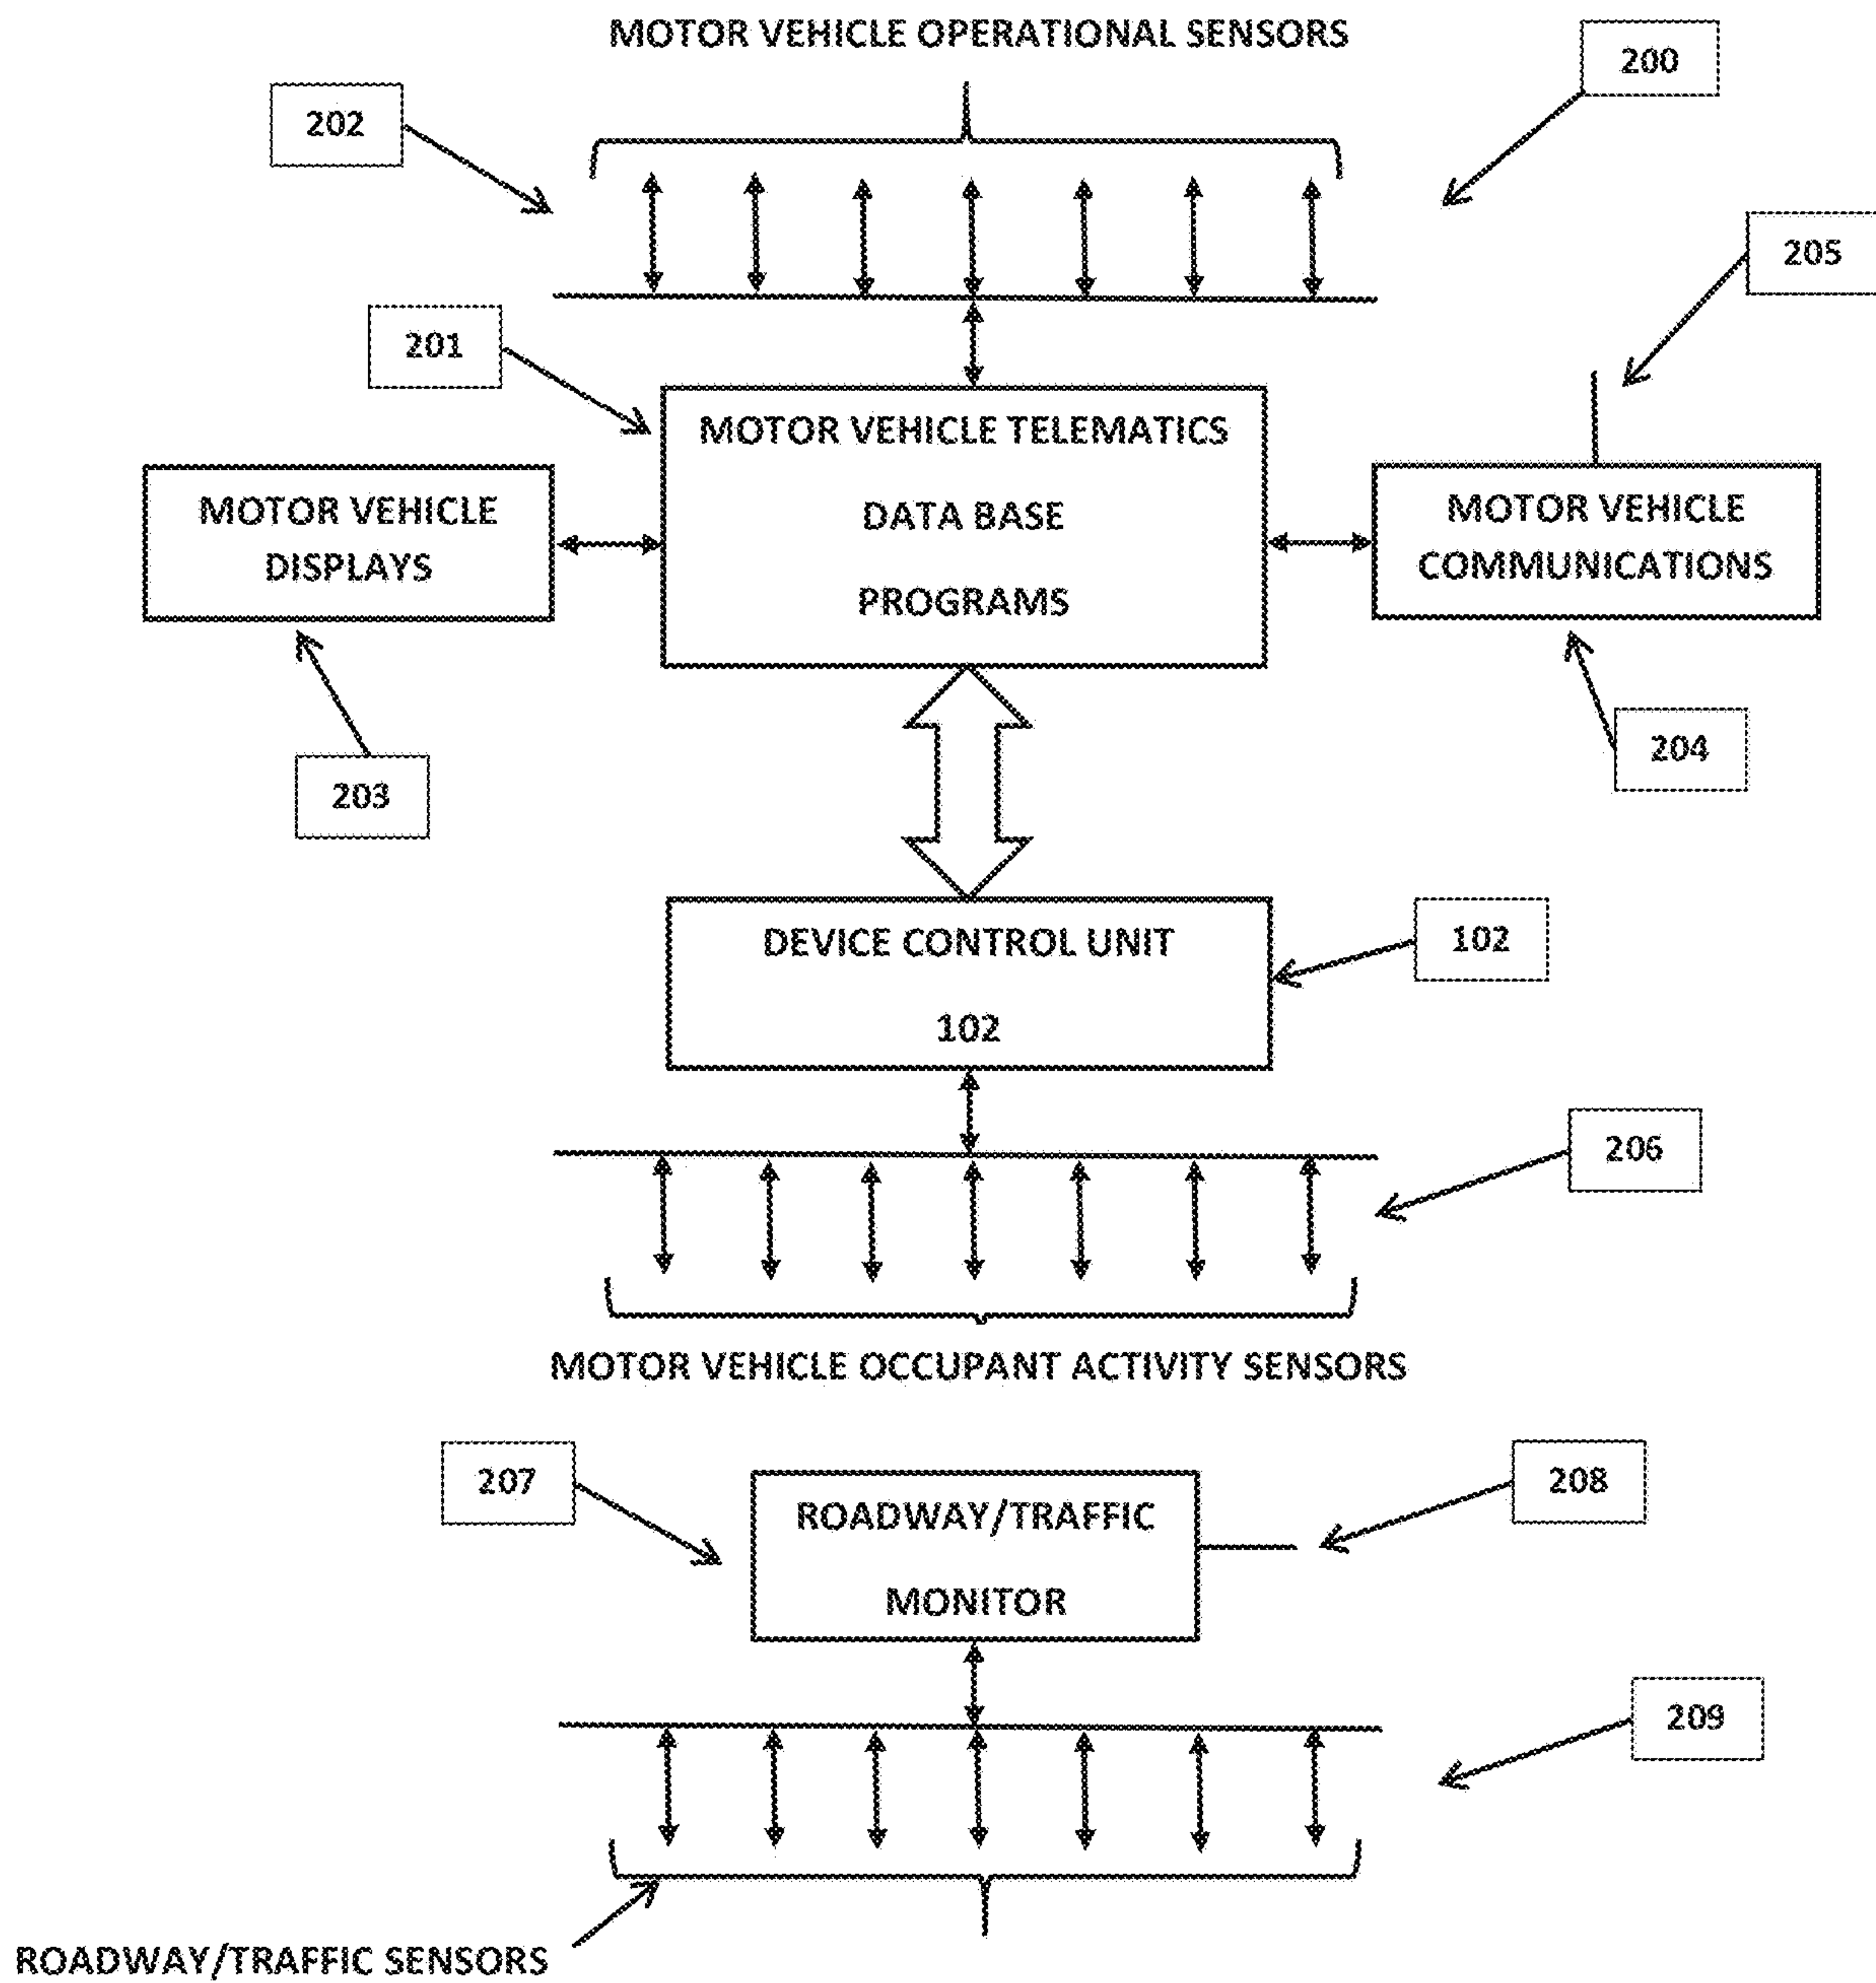 MOTOR VEHICLE OPERATIONAL SENSORS
200
202
205
201
MOTOR VEHICLE TELEMATICS
DATA BASE
PROGRAMS
MOTOR VEHICLE
DISPLAYS
MOTOR VEHICLE
COMMUNICATIONS
203
204
DEVICE CONTROL UNIT
102
102
206
MOTOR VEHICLE OCCUPANT ACTIVITY SENSORS
207
208
ROADWAY/TRAFFIC
MONITOR
209
ROADWAY/TRAFFIC SENSORS